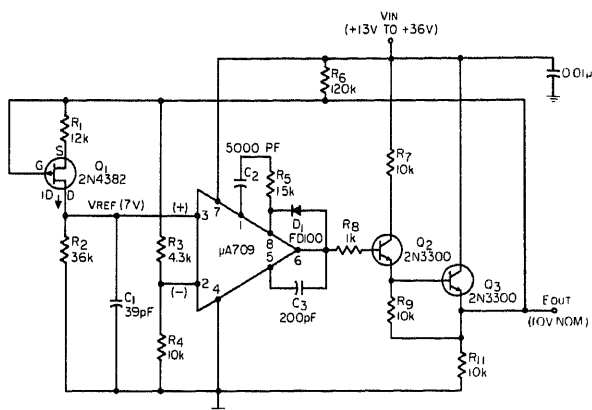 VIN
(+13V TO +36V)
R6
120k
0.01μ
R1
12k
S
G
Q1
2N4382
ID
D
5000 PF
C2
R5
1.5k
R7
10k
VREF (7V)
(+)
3
7
1
8
D1
FD100
R2
36k
R3
4.3k
μA709
6
R8
1k
Q2
2N3300
5
C1
39pF
(-)
2
4
C3
200pF
R9
10k
Q3
2N3300
EOUT
(10V NOM)
R4
10k
R11
10k